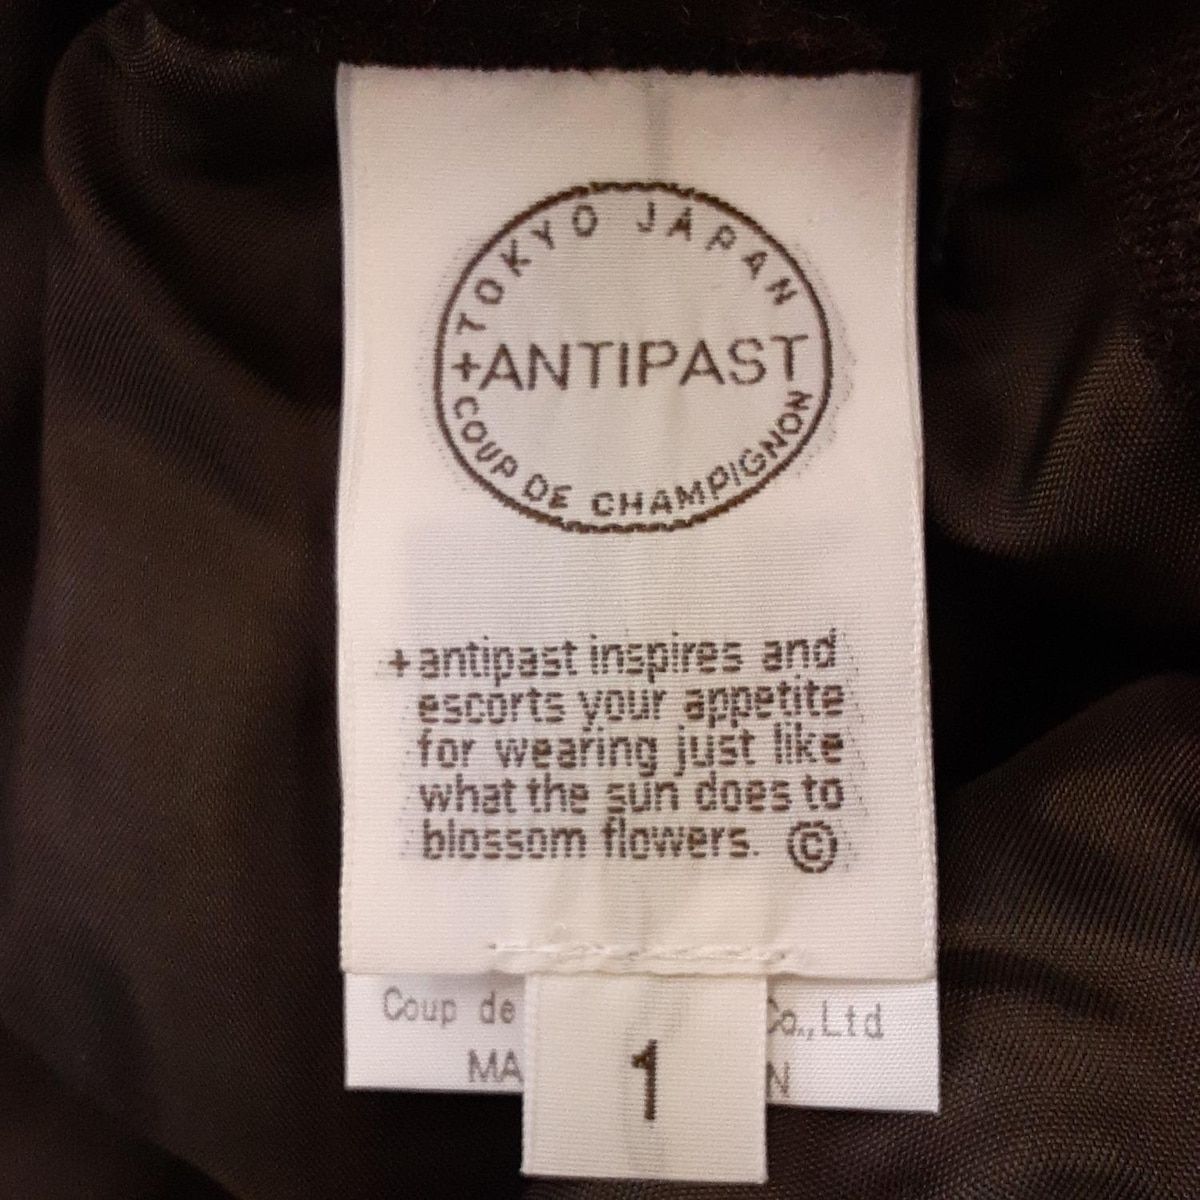 TOKYO JAPAN
+ANTIPAST
COUP DE CHAMPIGNON
+antipast inspires and
escorts your appetite
for wearing just like
what the sun does to
blossom flowers. ©
Coup de Co.,Ltd
MA N
1